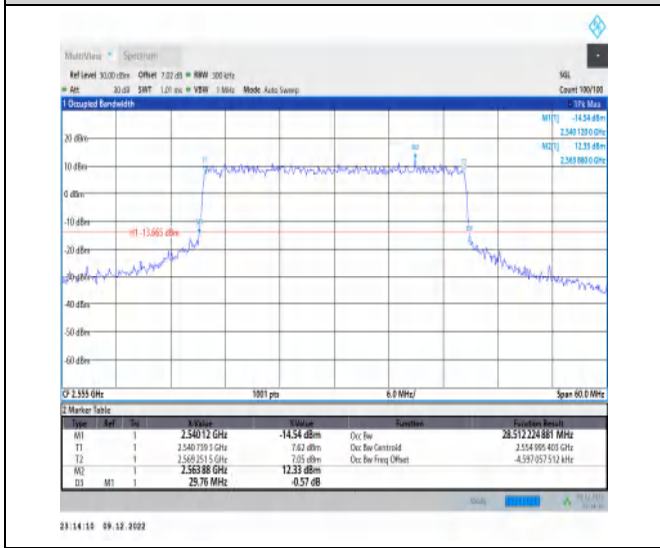 MultiView Spectrum
Ref Level 30.00 dBm Offset 7.02 dB RBW 300 kHz SGL
Att 30 dB SWT 1.01 ms VBW 1 MHz Mode Auto Sweep Count 100/100
1 Occupied Bandwidth 1Pk Max
M1[1] -14.54 dBm
2.540 120 0 GHz
20 dBm M2[1] 12.33 dBm
2.563 880 0 GHz
10 dBm
0 dBm
-10 dBm
H1 -13.665 dBm
-20 dBm
-30 dBm
-40 dBm
-50 dBm
-60 dBm
CF 2.555 GHz 1001 pts 6.0 MHz/ Span 60.0 MHz
2 Marker Table
Type Ref Trc X-Value Y-Value Function Function Result
M1 1 2.54012 GHz -14.54 dBm Occ Bw 28.512 224 881 MHz
T1 1 2.540 739 5 GHz 7.62 dBm Occ Bw Centroid 2.554 995 403 GHz
T2 1 2.569 251 5 GHz 7.05 dBm Occ Bw Freq Offset -4.597 057 512 kHz
M2 1 2.563 88 GHz 12.33 dBm
D3 M1 1 29.76 MHz -0.57 dB
23:14:10 09.12.2022